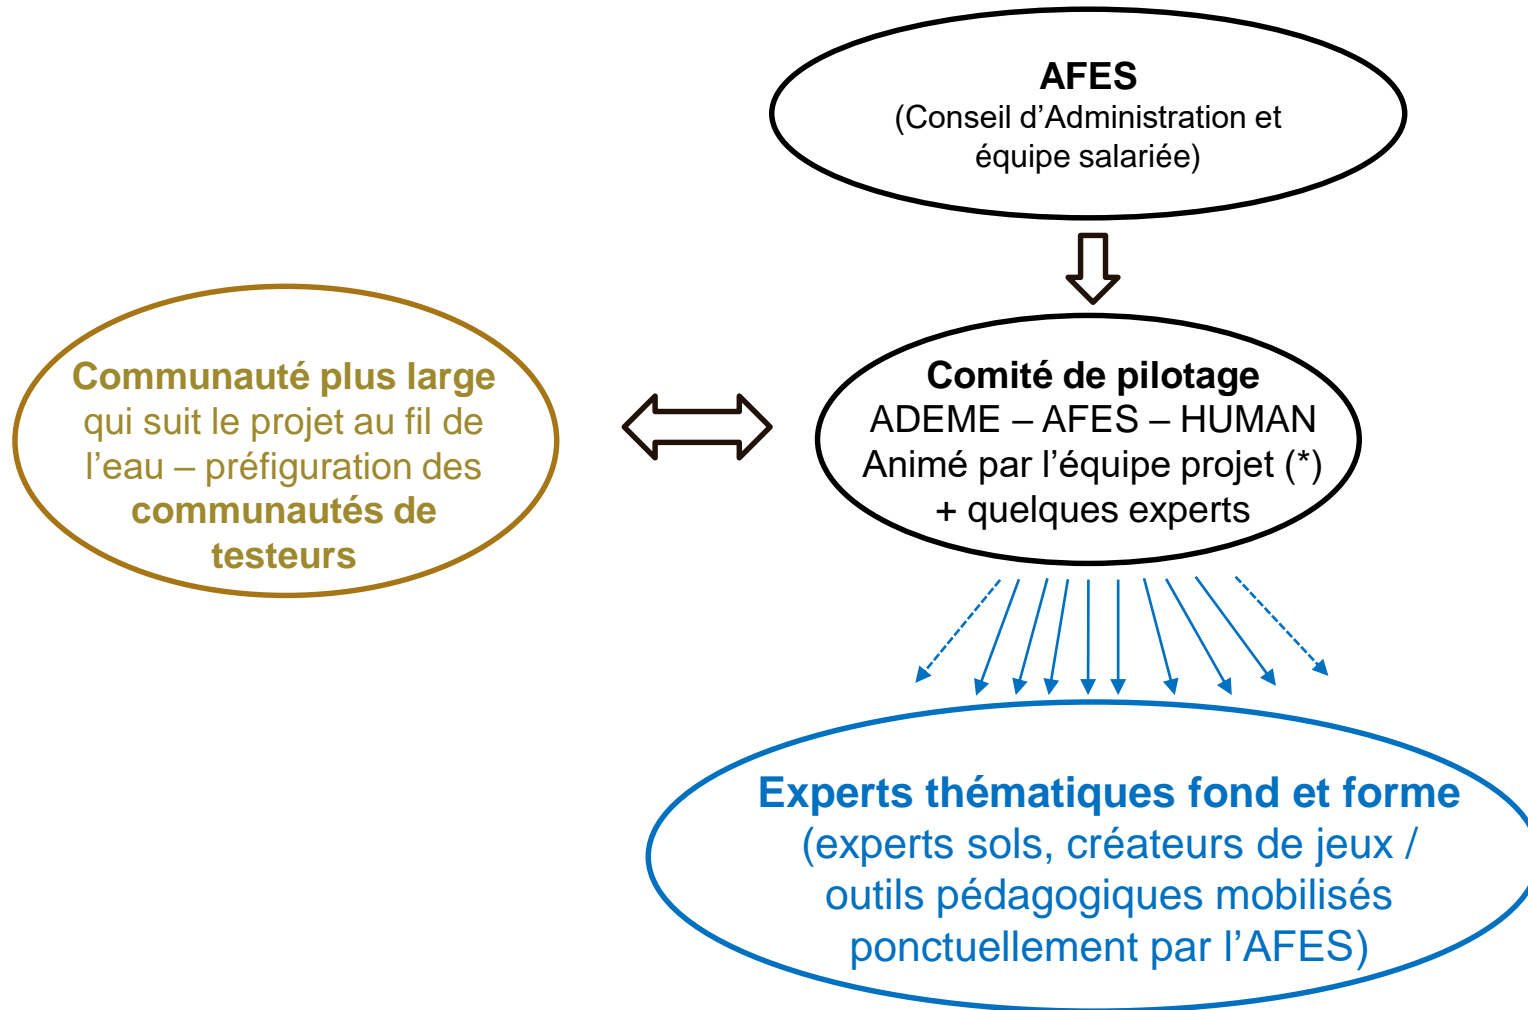 AFES
(Conseil d’Administration et
équipe salariée)
Communauté plus large
qui suit le projet au fil de
l’eau – préfiguration des
communautés de
testeurs
Comité de pilotage
ADEME – AFES – HUMAN
Animé par l’équipe projet (*)
+ quelques experts
Experts thématiques fond et forme
(experts sols, créateurs de jeux /
outils pédagogiques mobilisés
ponctuellement par l’AFES)